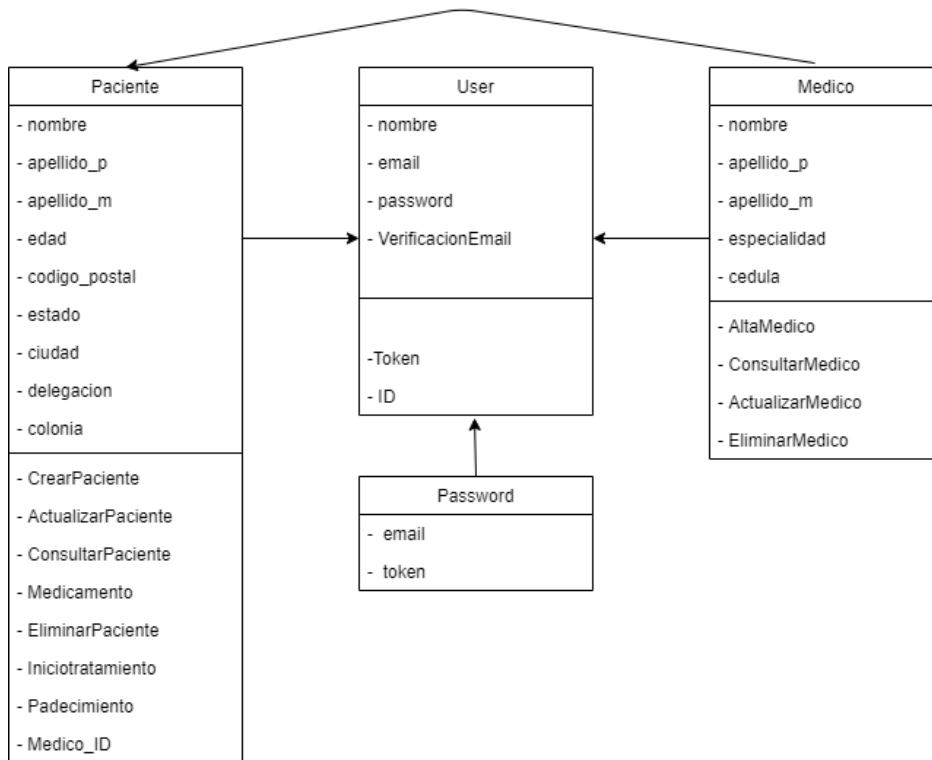 Paciente
- nombre
- apellido_p
- apellido_m
- edad
- codigo_postal
- estado
- ciudad
- delegacion
- colonia
- CrearPaciente
- ActualizarPaciente
- ConsultarPaciente
- Medicamento
- EliminarPaciente
- Iniciotratamiento
- Padecimiento
- Medico_ID
User
- nombre
- email
- password
- VerificacionEmail
-Token
- ID
Password
- email
- token
Medico
- nombre
- apellido_p
- apellido_m
- especialidad
- cedula
- AltaMedico
- ConsultarMedico
- ActualizarMedico
- EliminarMedico